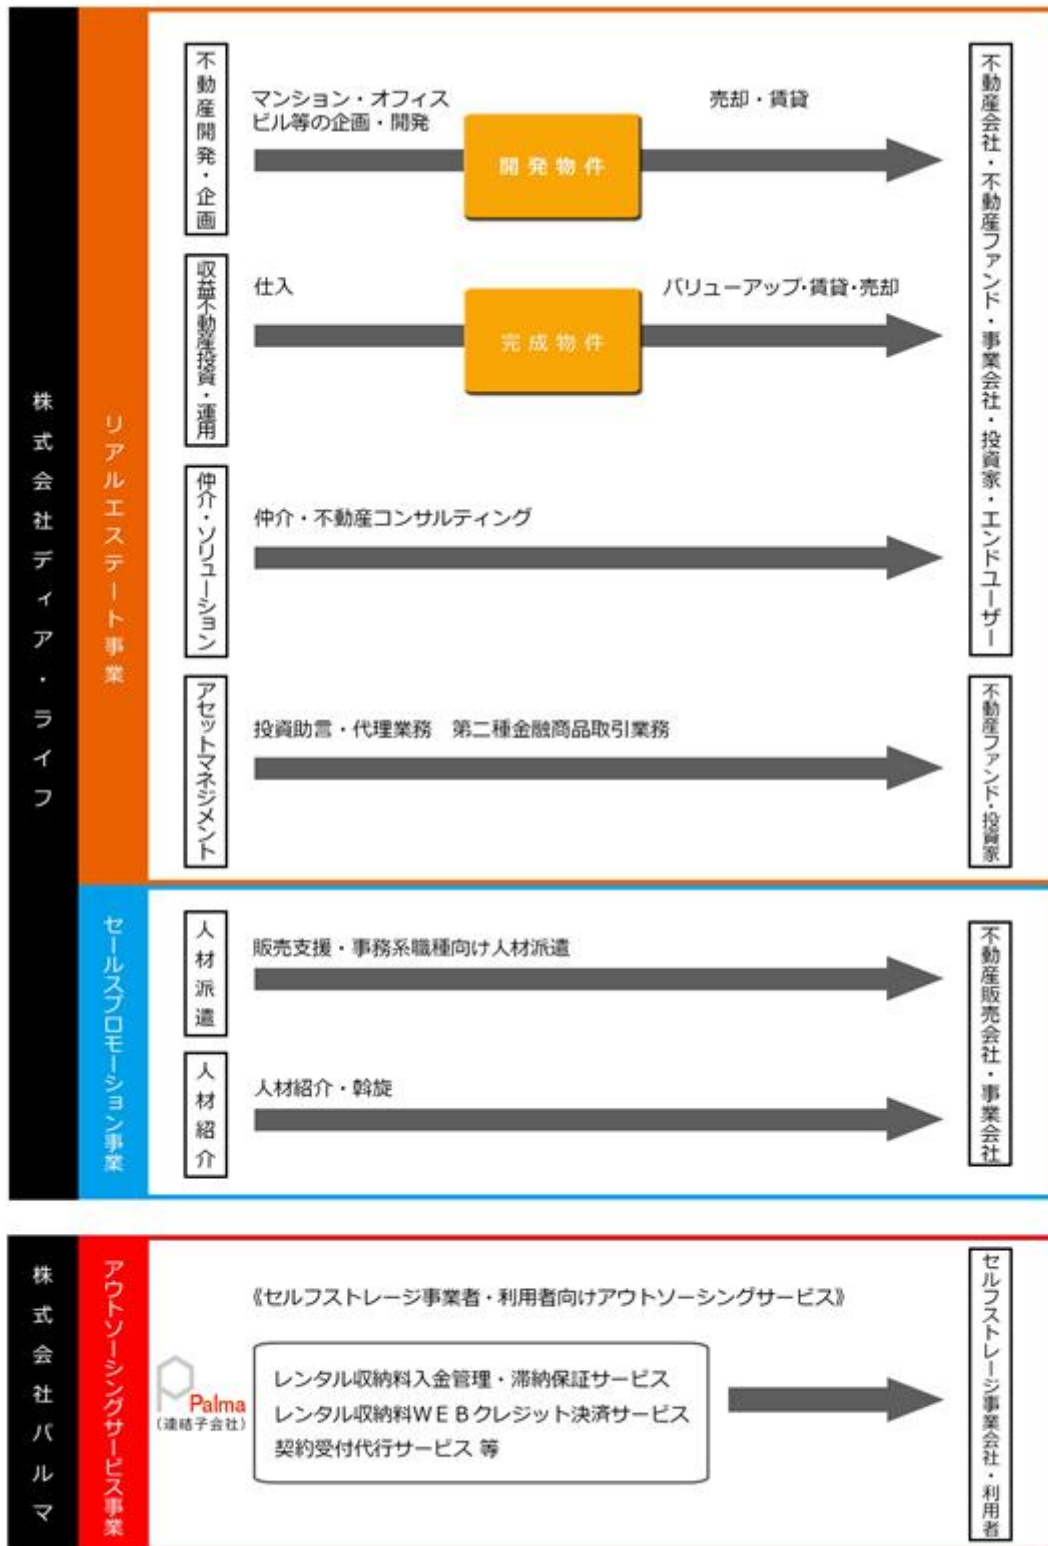 株式会社ディア・ライフ
リアルエステート事業
不動産開発・企画
マンション・オフィス
ビル等の企画・開発
開発物件
売却・賃貸
収益不動産投資・運用
仕入
完成物件
バリューアップ・賃貸・売却
仲介・ソリューション
仲介・不動産コンサルティング
不動産会社・不動産ファンド・事業会社・投資家・エンドユーザー
アセットマネジメント
投資助言・代理業務　第二種金融商品取引業務
不動産ファンド・投資家
セールスプロモーション事業
人材派遣
販売支援・事務系職種向け人材派遣
人材紹介
人材紹介・斡旋
不動産販売会社・事業会社
株式会社パルマ
アウトソーシングサービス事業
Palma
(連結子会社)
《セルフストレージ事業者・利用者向けアウトソーシングサービス》
レンタル収納料入金管理・滞納保証サービス
レンタル収納料ＷＥＢクレジット決済サービス
契約受付代行サービス 等
セルフストレージ事業会社・利用者